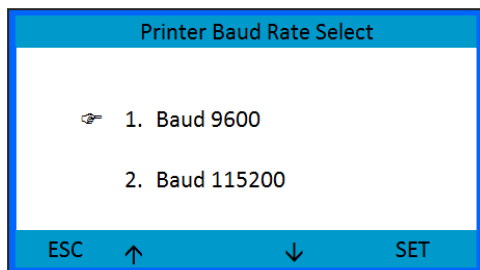 Printer Baud Rate Select
☞ 1. Baud 9600
2. Baud 115200
ESC ↑ ↓ SET